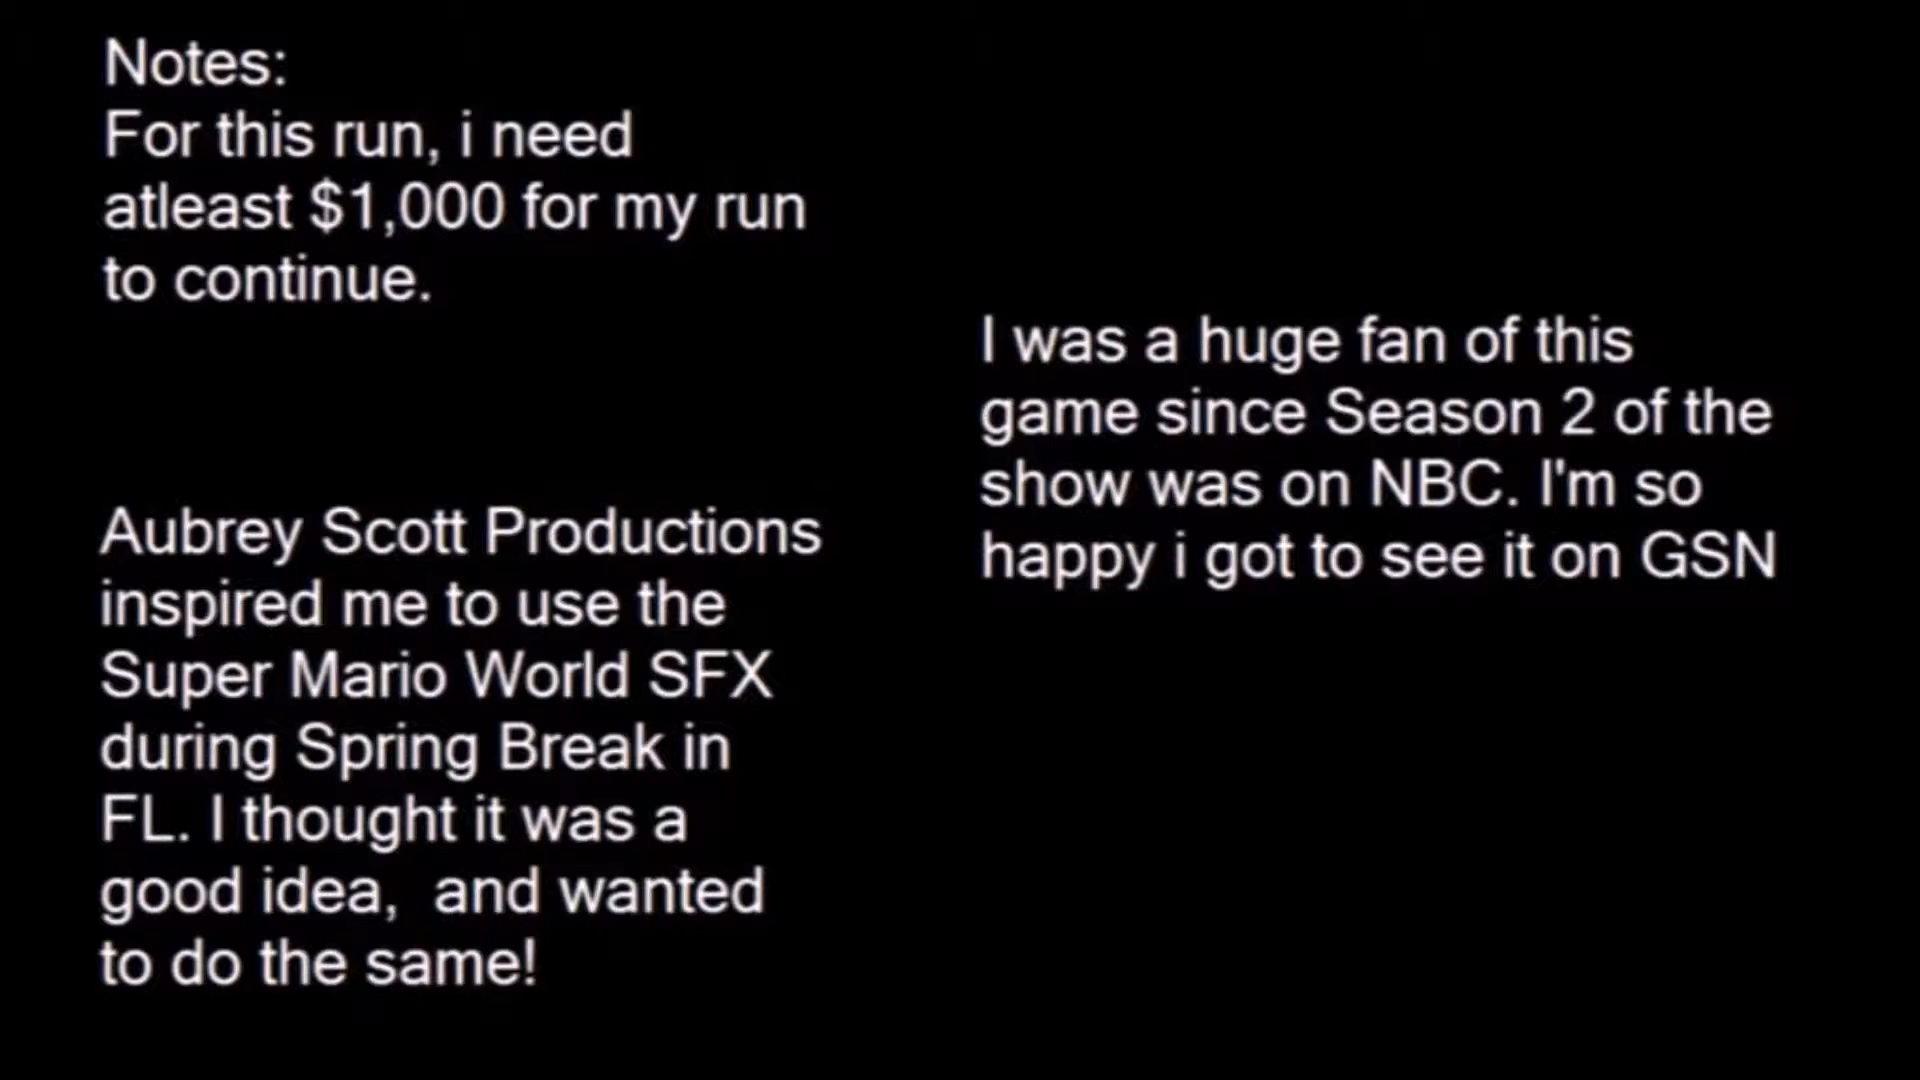 Notes:
For this run, i need
atleast $1,000 for my run
to continue.
Aubrey Scott Productions
inspired me to use the
Super Mario World SFX
during Spring Break in
FL. I thought it was a
good idea,  and wanted
to do the same!
I was a huge fan of this
game since Season 2 of the
show was on NBC. I'm so
happy i got to see it on GSN